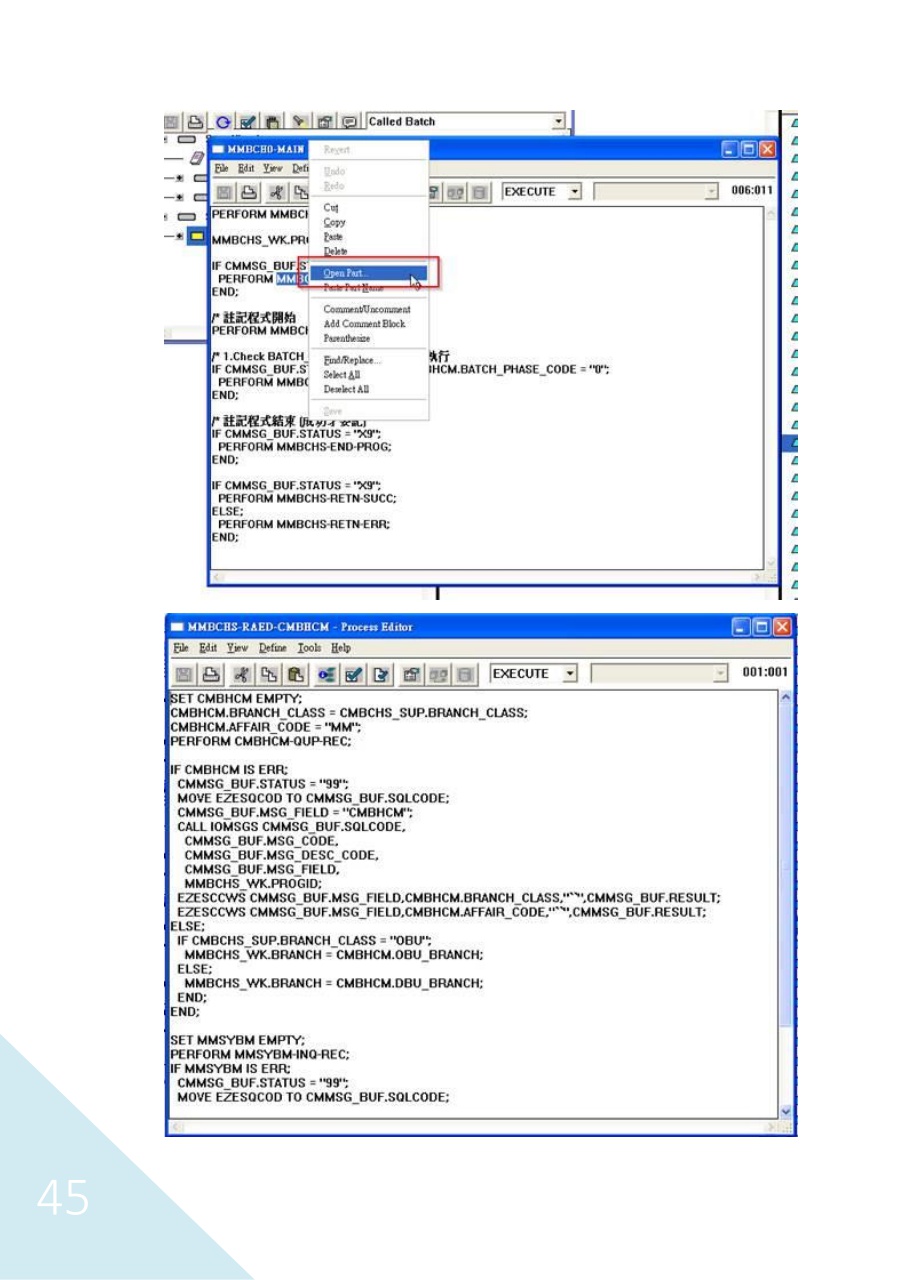 Called Batch
MMBCH0-MAIN
File Edit View Defi
EXECUTE
006:011
Revert
Undo
Redo
Cut
Copy
Paste
Delete
Open Part...
Paste Part Name
Comment/Uncomment
Add Comment Block
Parenthesize
Find/Replace...
Select All
Deselect All
Save
PERFORM MMBCH
MMBCHS_WK.PR
IF CMMSG_BUF.S
PERFORM MMBC
END;
/* 註記程式開始
PERFORM MMBCH
/* 1.Check BATCH_ 執行
IF CMMSG_BUF.S HCM.BATCH_PHASE_CODE = "0";
PERFORM MMBC
END;
/* 註記程式結束
IF CMMSG_BUF.STATUS = "X9";
PERFORM MMBCHS-END-PROG;
END;
IF CMMSG_BUF.STATUS = "X9";
PERFORM MMBCHS-RETN-SUCC;
ELSE;
PERFORM MMBCHS-RETN-ERR;
END;
MMBCHS-RAED-CMBHCM - Process Editor
File Edit View Define Tools Help
EXECUTE
001:001
SET CMBHCM EMPTY;
CMBHCM.BRANCH_CLASS = CMBCHS_SUP.BRANCH_CLASS;
CMBHCM.AFFAIR_CODE = "MM";
PERFORM CMBHCM-QUP-REC;
IF CMBHCM IS ERR;
CMMSG_BUF.STATUS = "99";
MOVE EZESQCOD TO CMMSG_BUF.SQLCODE;
CMMSG_BUF.MSG_FIELD = "CMBHCM";
CALL IOMSGS CMMSG_BUF.SQLCODE,
CMMSG_BUF.MSG_CODE,
CMMSG_BUF.MSG_DESC_CODE,
CMMSG_BUF.MSG_FIELD,
MMBCHS_WK.PROGID;
EZESCCWS CMMSG_BUF.MSG_FIELD,CMBHCM.BRANCH_CLASS,"``",CMMSG_BUF.RESULT;
EZESCCWS CMMSG_BUF.MSG_FIELD,CMBHCM.AFFAIR_CODE,"``",CMMSG_BUF.RESULT;
ELSE;
IF CMBCHS_SUP.BRANCH_CLASS = "OBU";
MMBCHS_WK.BRANCH = CMBHCM.OBU_BRANCH;
ELSE;
MMBCHS_WK.BRANCH = CMBHCM.DBU_BRANCH;
END;
END;
SET MMSYBM EMPTY;
PERFORM MMSYBM-INQ-REC;
IF MMSYBM IS ERR;
CMMSG_BUF.STATUS = "99";
MOVE EZESQCOD TO CMMSG_BUF.SQLCODE;
45